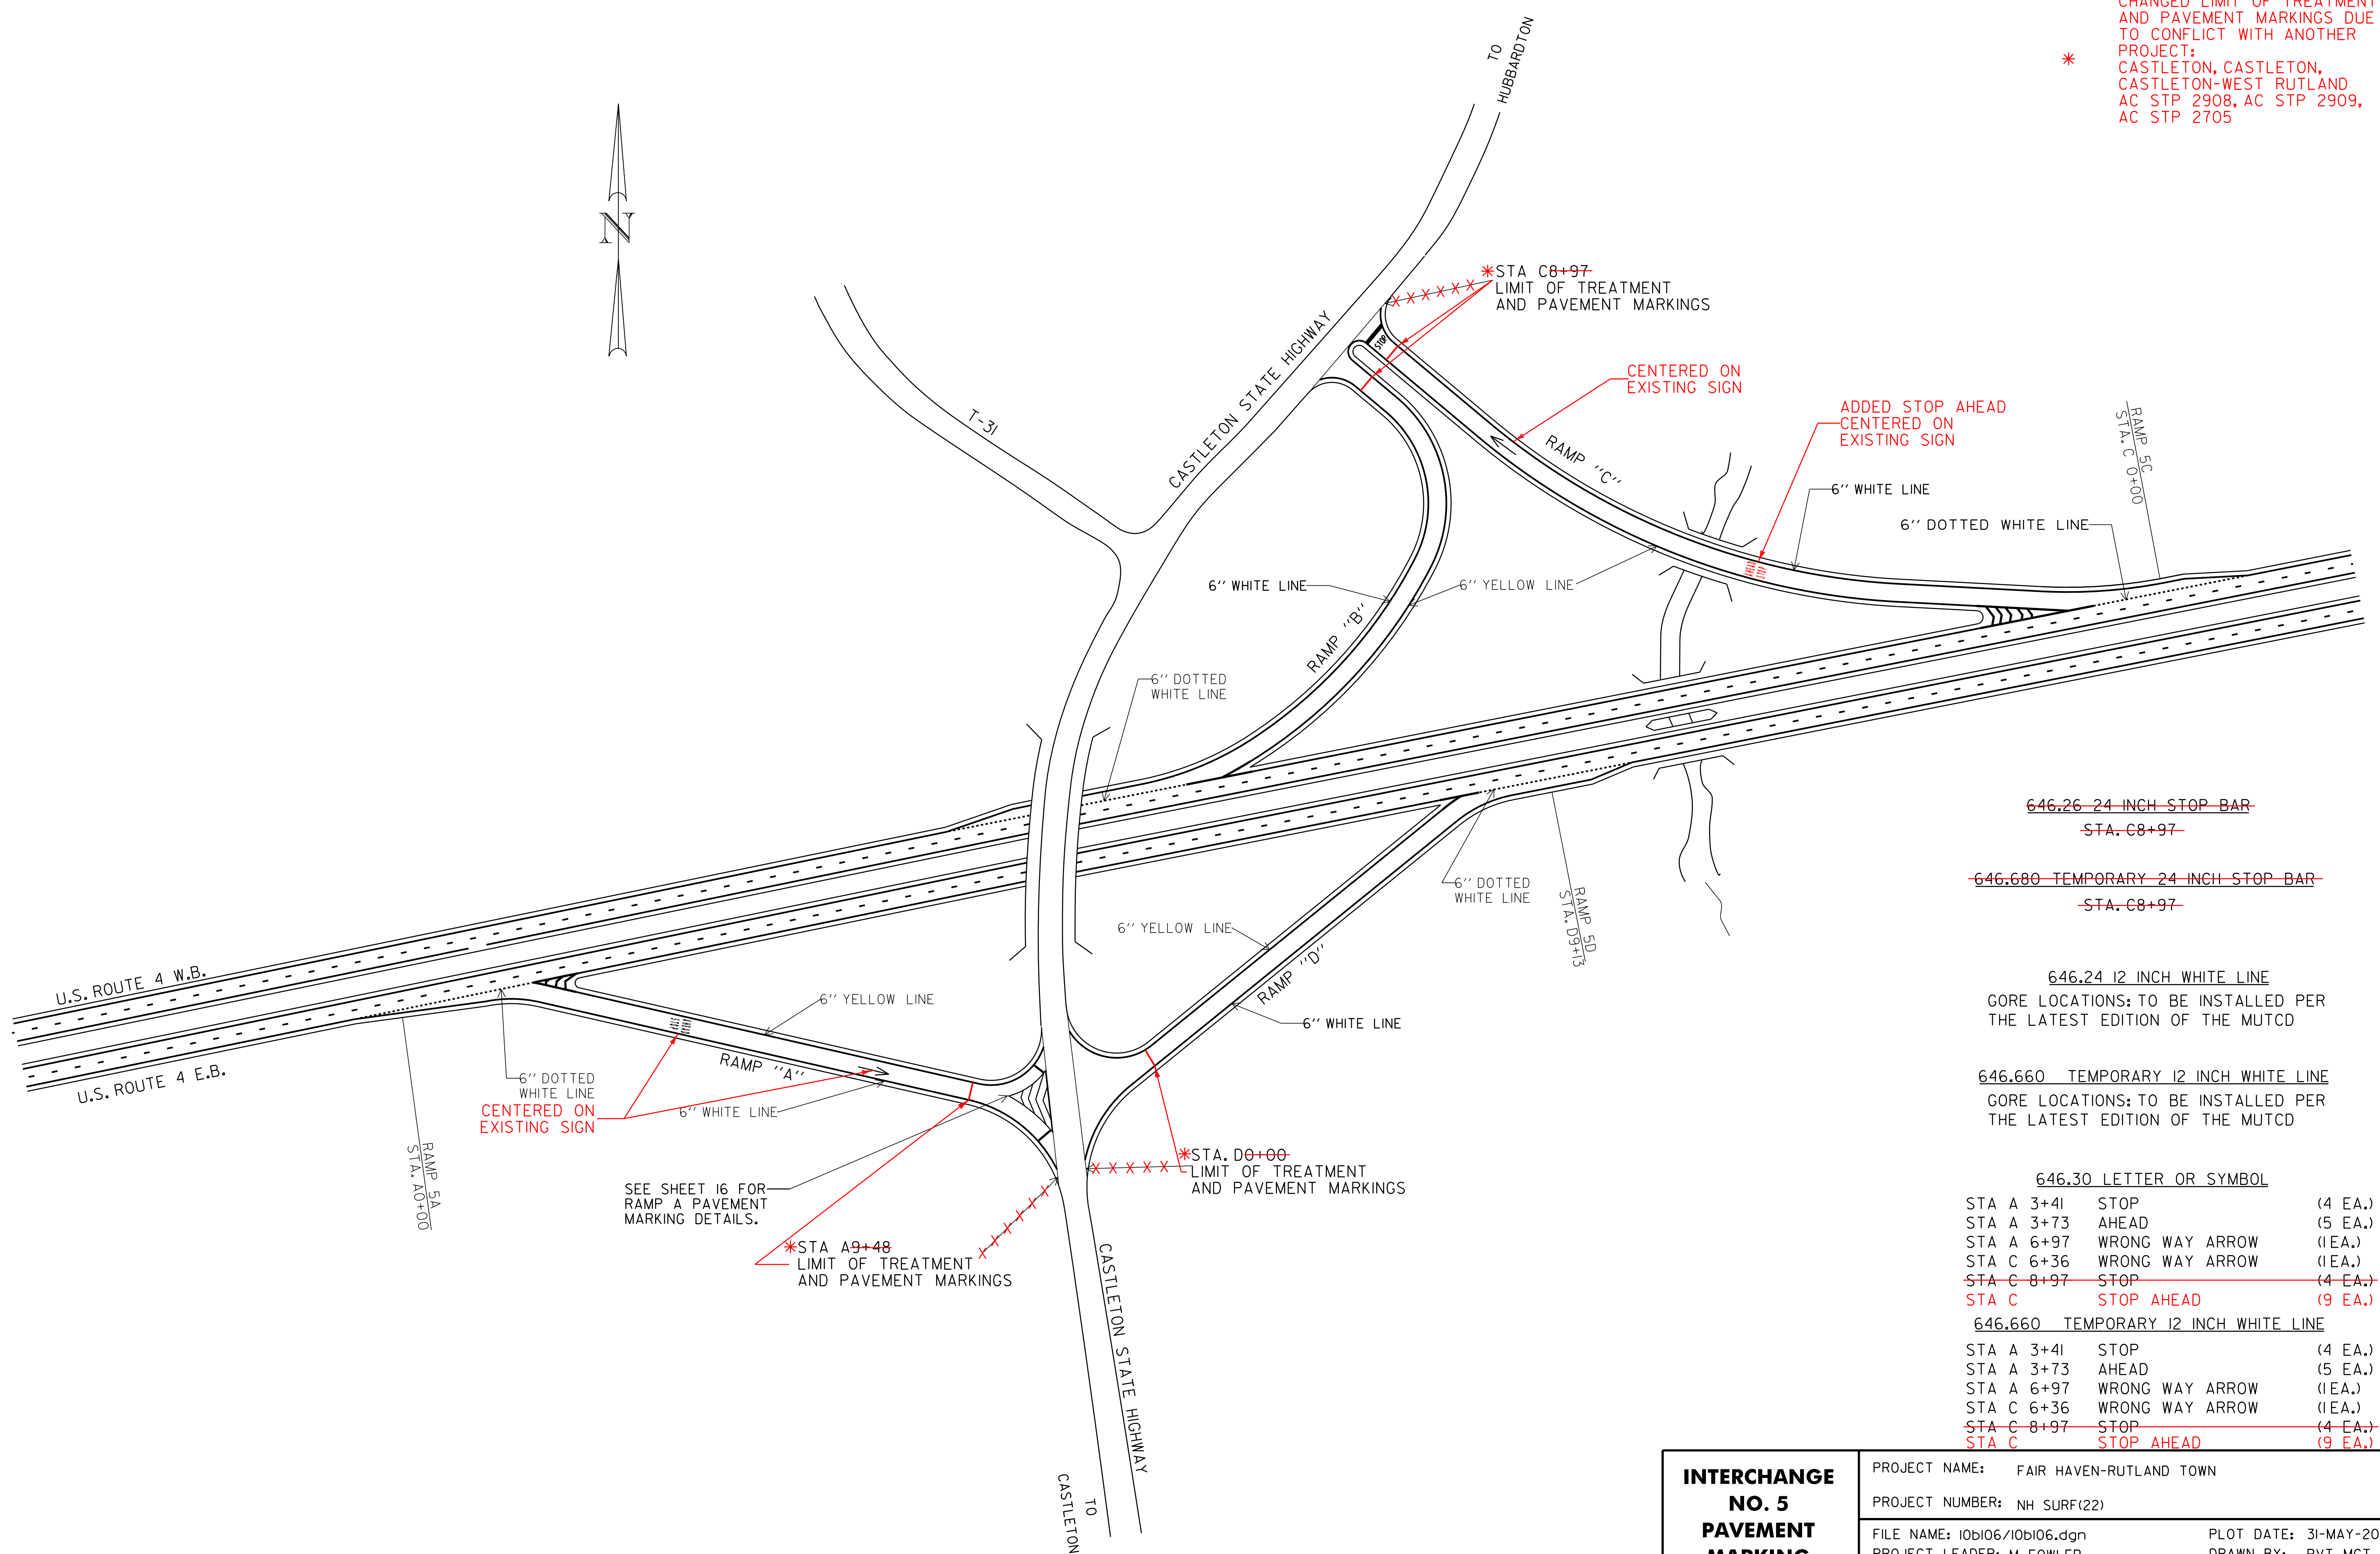 CHANGED LIMIT OF TREATMENT
AND PAVEMENT MARKINGS DUE
TO CONFLICT WITH ANOTHER
PROJECT:
* CASTLETON, CASTLETON,
CASTLETON-WEST RUTLAND
AC STP 2908, AC STP 2909,
AC STP 2705
TO
HUBBARDTON
N
*STA C8+97
LIMIT OF TREATMENT
AND PAVEMENT MARKINGS
CASTLETON STATE HIGHWAY
STOP
T-31
CENTERED ON
EXISTING SIGN
ADDED STOP AHEAD
CENTERED ON
EXISTING SIGN
RAMP "C"
RAMP 5C
STA. C 0+00
6" WHITE LINE
6" DOTTED WHITE LINE
6" WHITE LINE
6" YELLOW LINE
RAMP "B"
6" DOTTED
WHITE LINE
646.26 24 INCH STOP BAR
STA. C8+97
646.680 TEMPORARY 24 INCH STOP BAR
STA. C8+97
6" DOTTED
WHITE LINE
RAMP 5D
STA. D9+13
6" YELLOW LINE
RAMP "D"
6" WHITE LINE
U.S. ROUTE 4 W.B.
U.S. ROUTE 4 E.B.
6" YELLOW LINE
RAMP "A"
6" DOTTED
WHITE LINE
CENTERED ON
EXISTING SIGN
6" WHITE LINE
RAMP 5A
STA. A0+00
SEE SHEET 16 FOR
RAMP A PAVEMENT
MARKING DETAILS.
*STA. D0+00
LIMIT OF TREATMENT
AND PAVEMENT MARKINGS
*STA A9+48
LIMIT OF TREATMENT
AND PAVEMENT MARKINGS
CASTLETON STATE HIGHWAY
TO
CASTLETON
646.24 12 INCH WHITE LINE
GORE LOCATIONS: TO BE INSTALLED PER
THE LATEST EDITION OF THE MUTCD
646.660 TEMPORARY 12 INCH WHITE LINE
GORE LOCATIONS: TO BE INSTALLED PER
THE LATEST EDITION OF THE MUTCD
646.30 LETTER OR SYMBOL
STA A 3+41 STOP (4 EA.)
STA A 3+73 AHEAD (5 EA.)
STA A 6+97 WRONG WAY ARROW (1 EA.)
STA C 6+36 WRONG WAY ARROW (1 EA.)
STA C 8+97 STOP (4 EA.)
STA C STOP AHEAD (9 EA.)
646.660 TEMPORARY 12 INCH WHITE LINE
STA A 3+41 STOP (4 EA.)
STA A 3+73 AHEAD (5 EA.)
STA A 6+97 WRONG WAY ARROW (1 EA.)
STA C 6+36 WRONG WAY ARROW (1 EA.)
STA C 8+97 STOP (4 EA.)
STA C STOP AHEAD (9 EA.)
INTERCHANGE
NO. 5
PAVEMENT
MARKING
PROJECT NAME: FAIR HAVEN-RUTLAND TOWN
PROJECT NUMBER: NH SURF(22)
FILE NAME: 10b106/10b106.dgn PLOT DATE: 31-MAY-20
PROJECT LEADER: M FOWLER DRAWN BY: PVT MGT